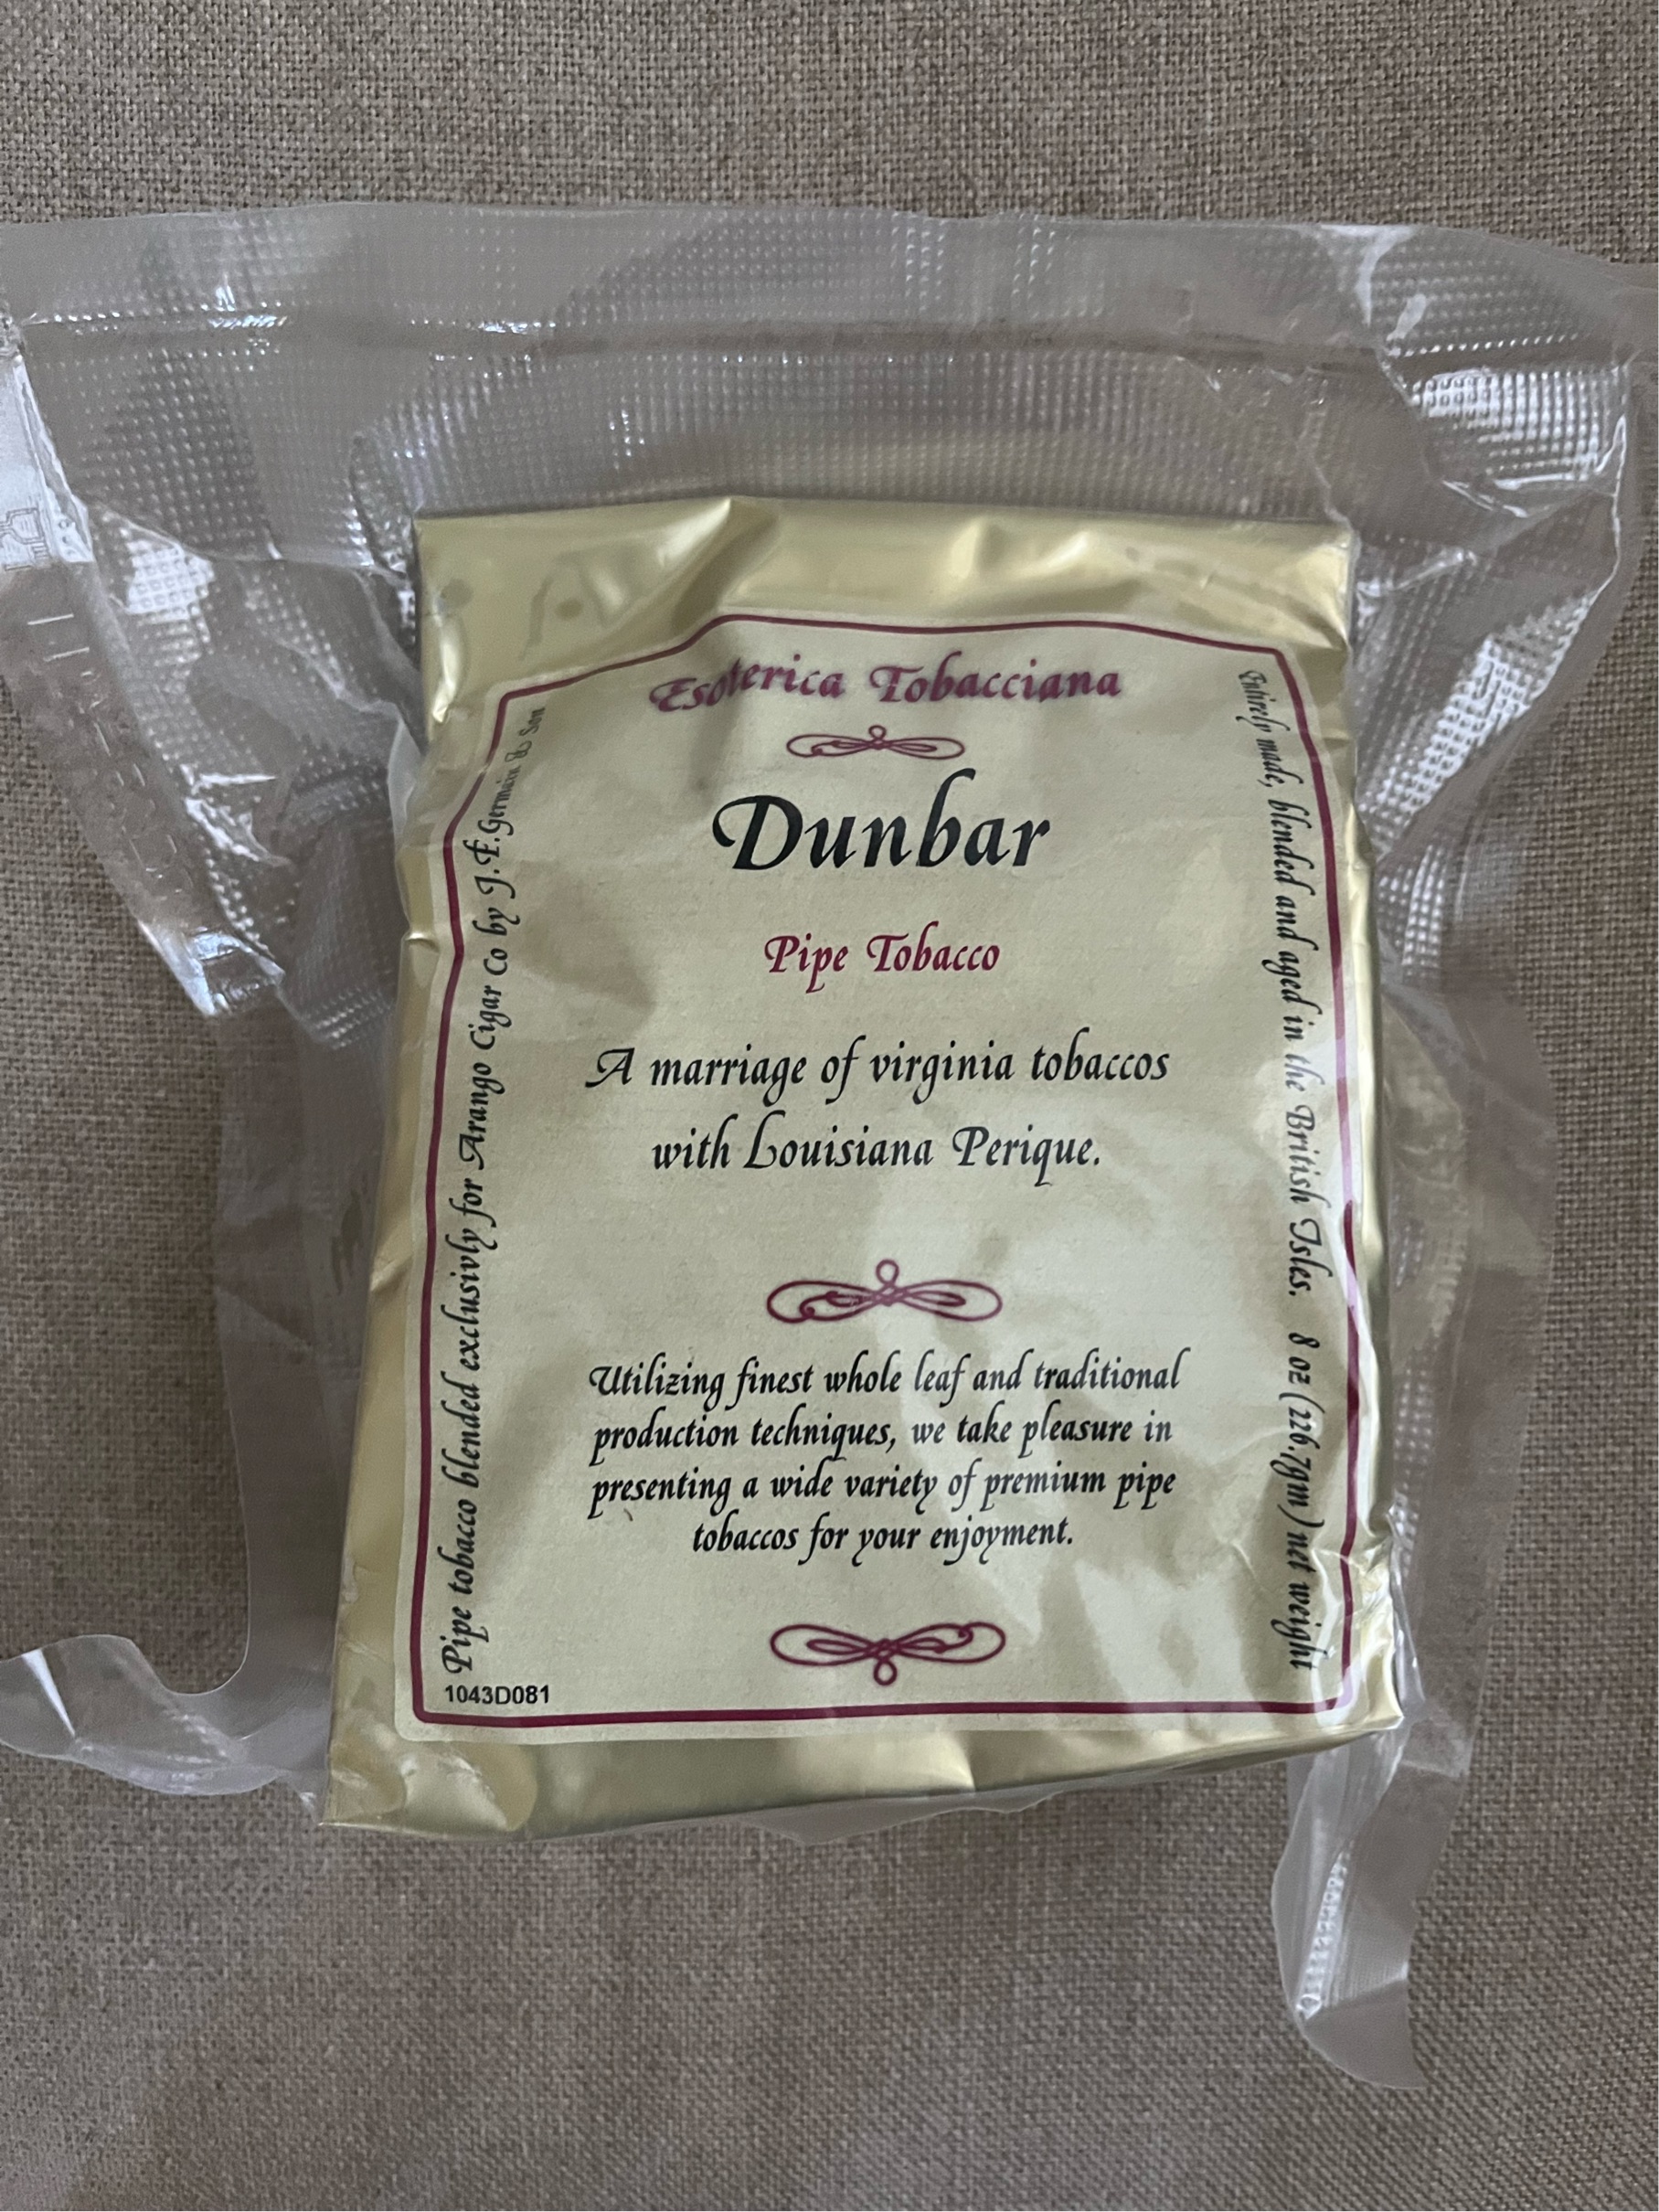 Esoterica Tobacciana
Dunbar
Pipe Tobacco
A marriage of virginia tobaccos
with Louisiana Perique.
Utilizing finest whole leaf and traditional
production techniques, we take pleasure in
presenting a wide variety of premium pipe
tobaccos for your enjoyment.
Pipe tobacco blended exclusivly for Arango Cigar Co by J.F.Germain & Son
Entirely made, blended and aged in the British Isles. 8 oz (226.7gm) net weight
1043D081